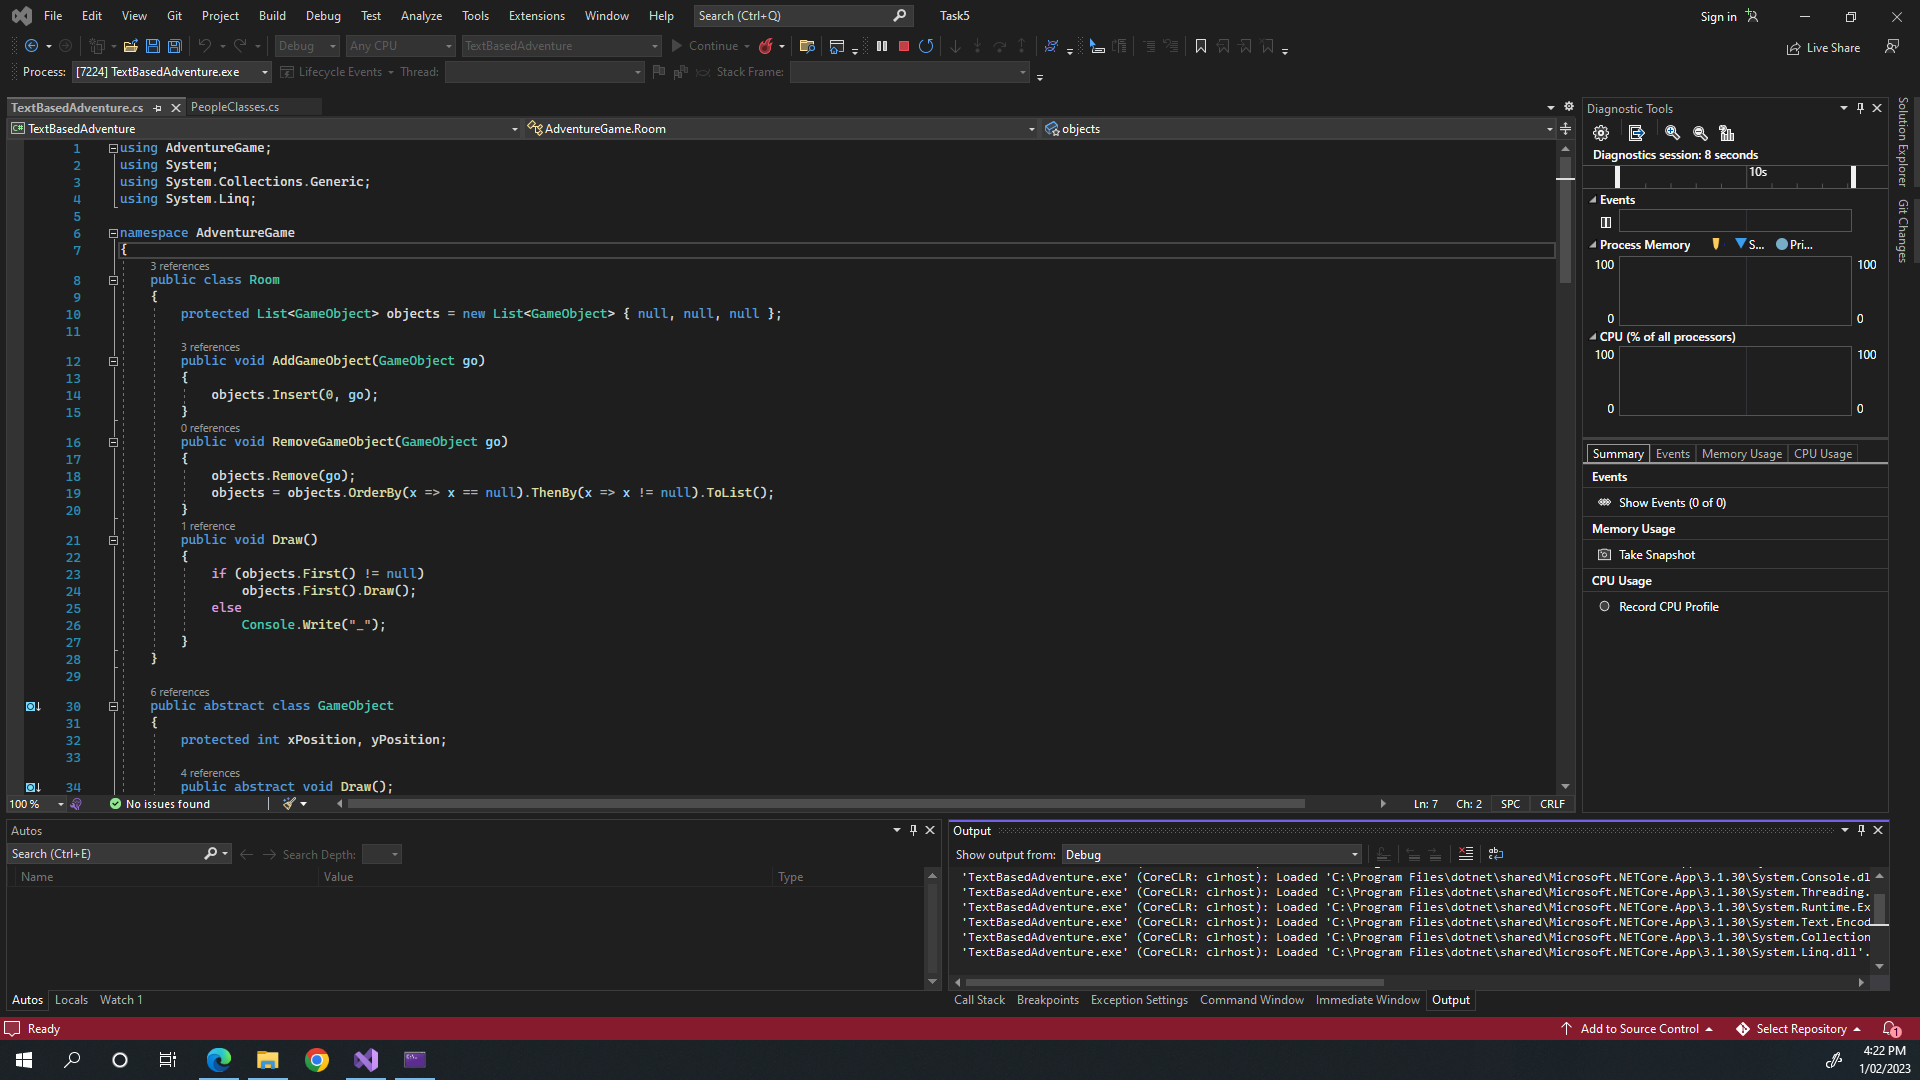 File Edit View Git Project Build Debug Test Analyze Tools Extensions Window Help Search (Ctrl+Q) Task5 Sign in
Debug Any CPU TextBasedAdventure Continue Live Share
Process: [7224] TextBasedAdventure.exe Lifecycle Events Thread: Stack Frame:
TextBasedAdventure.cs PeopleClasses.cs
TextBasedAdventure AdventureGame.Room objects
1 using AdventureGame;
2 using System;
3 using System.Collections.Generic;
4 using System.Linq;
5
6 namespace AdventureGame
7 {
3 references
8 public class Room
9 {
10 protected List<GameObject> objects = new List<GameObject> { null, null, null };
11
3 references
12 public void AddGameObject(GameObject go)
13 {
14 objects.Insert(0, go);
15 }
0 references
16 public void RemoveGameObject(GameObject go)
17 {
18 objects.Remove(go);
19 objects = objects.OrderBy(x => x == null).ThenBy(x => x != null).ToList();
20 }
1 reference
21 public void Draw()
22 {
23 if (objects.First() != null)
24 objects.First().Draw();
25 else
26 Console.Write("_");
27 }
28 }
29
6 references
30 public abstract class GameObject
31 {
32 protected int xPosition, yPosition;
33
4 references
34 public abstract void Draw();
100 % No issues found Ln: 7 Ch: 2 SPC CRLF
Diagnostic Tools
Diagnostics session: 8 seconds
10s
Events
Process Memory S... Pri...
100 100
0 0
CPU (% of all processors)
100 100
0 0
Summary Events Memory Usage CPU Usage
Events
Show Events (0 of 0)
Memory Usage
Take Snapshot
CPU Usage
Record CPU Profile
Solution Explorer
Git Changes
Autos
Search (Ctrl+E) Search Depth:
Name Value Type
Autos Locals Watch 1
Output
Show output from: Debug
'TextBasedAdventure.exe' (CoreCLR: clrhost): Loaded 'C:\Program Files\dotnet\shared\Microsoft.NETCore.App\3.1.30\System.Console.dl
'TextBasedAdventure.exe' (CoreCLR: clrhost): Loaded 'C:\Program Files\dotnet\shared\Microsoft.NETCore.App\3.1.30\System.Threading.
'TextBasedAdventure.exe' (CoreCLR: clrhost): Loaded 'C:\Program Files\dotnet\shared\Microsoft.NETCore.App\3.1.30\System.Runtime.Ex
'TextBasedAdventure.exe' (CoreCLR: clrhost): Loaded 'C:\Program Files\dotnet\shared\Microsoft.NETCore.App\3.1.30\System.Text.Encod
'TextBasedAdventure.exe' (CoreCLR: clrhost): Loaded 'C:\Program Files\dotnet\shared\Microsoft.NETCore.App\3.1.30\System.Collection
'TextBasedAdventure.exe' (CoreCLR: clrhost): Loaded 'C:\Program Files\dotnet\shared\Microsoft.NETCore.App\3.1.30\System.Linq.dll'.
Call Stack Breakpoints Exception Settings Command Window Immediate Window Output
Ready Add to Source Control Select Repository 1
4:22 PM
1/02/2023